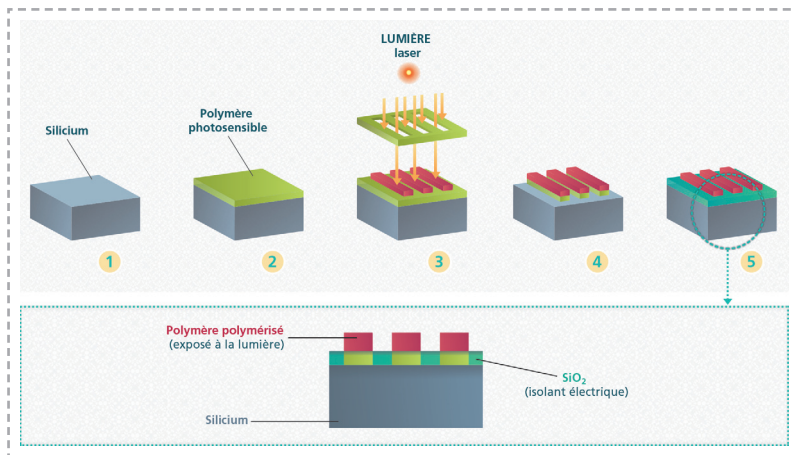 LUMIÈRE
laser
Silicium
Polymère
photosensible
1
2
3
4
5
Polymère polymérisé
(exposé à la lumière)
SiO₂
(isolant électrique)
Silicium